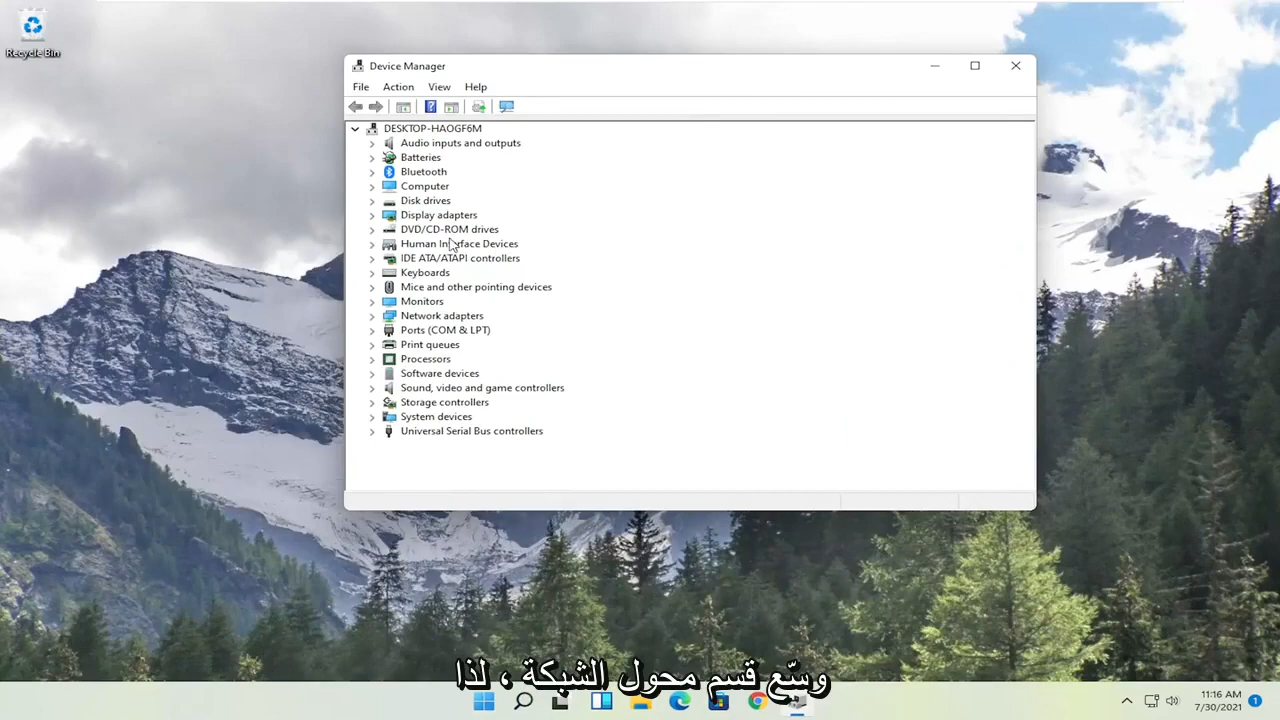 Recycle Bin
Device Manager
File Action View Help
DESKTOP-HAOGF6M
Audio inputs and outputs
Batteries
Bluetooth
Computer
Disk drives
Display adapters
DVD/CD-ROM drives
Human Interface Devices
IDE ATA/ATAPI controllers
Keyboards
Mice and other pointing devices
Monitors
Network adapters
Ports (COM & LPT)
Print queues
Processors
Software devices
Sound, video and game controllers
Storage controllers
System devices
Universal Serial Bus controllers
وسّع قسم محول الشبكة ، لذا
11:16 AM
7/30/2021
1